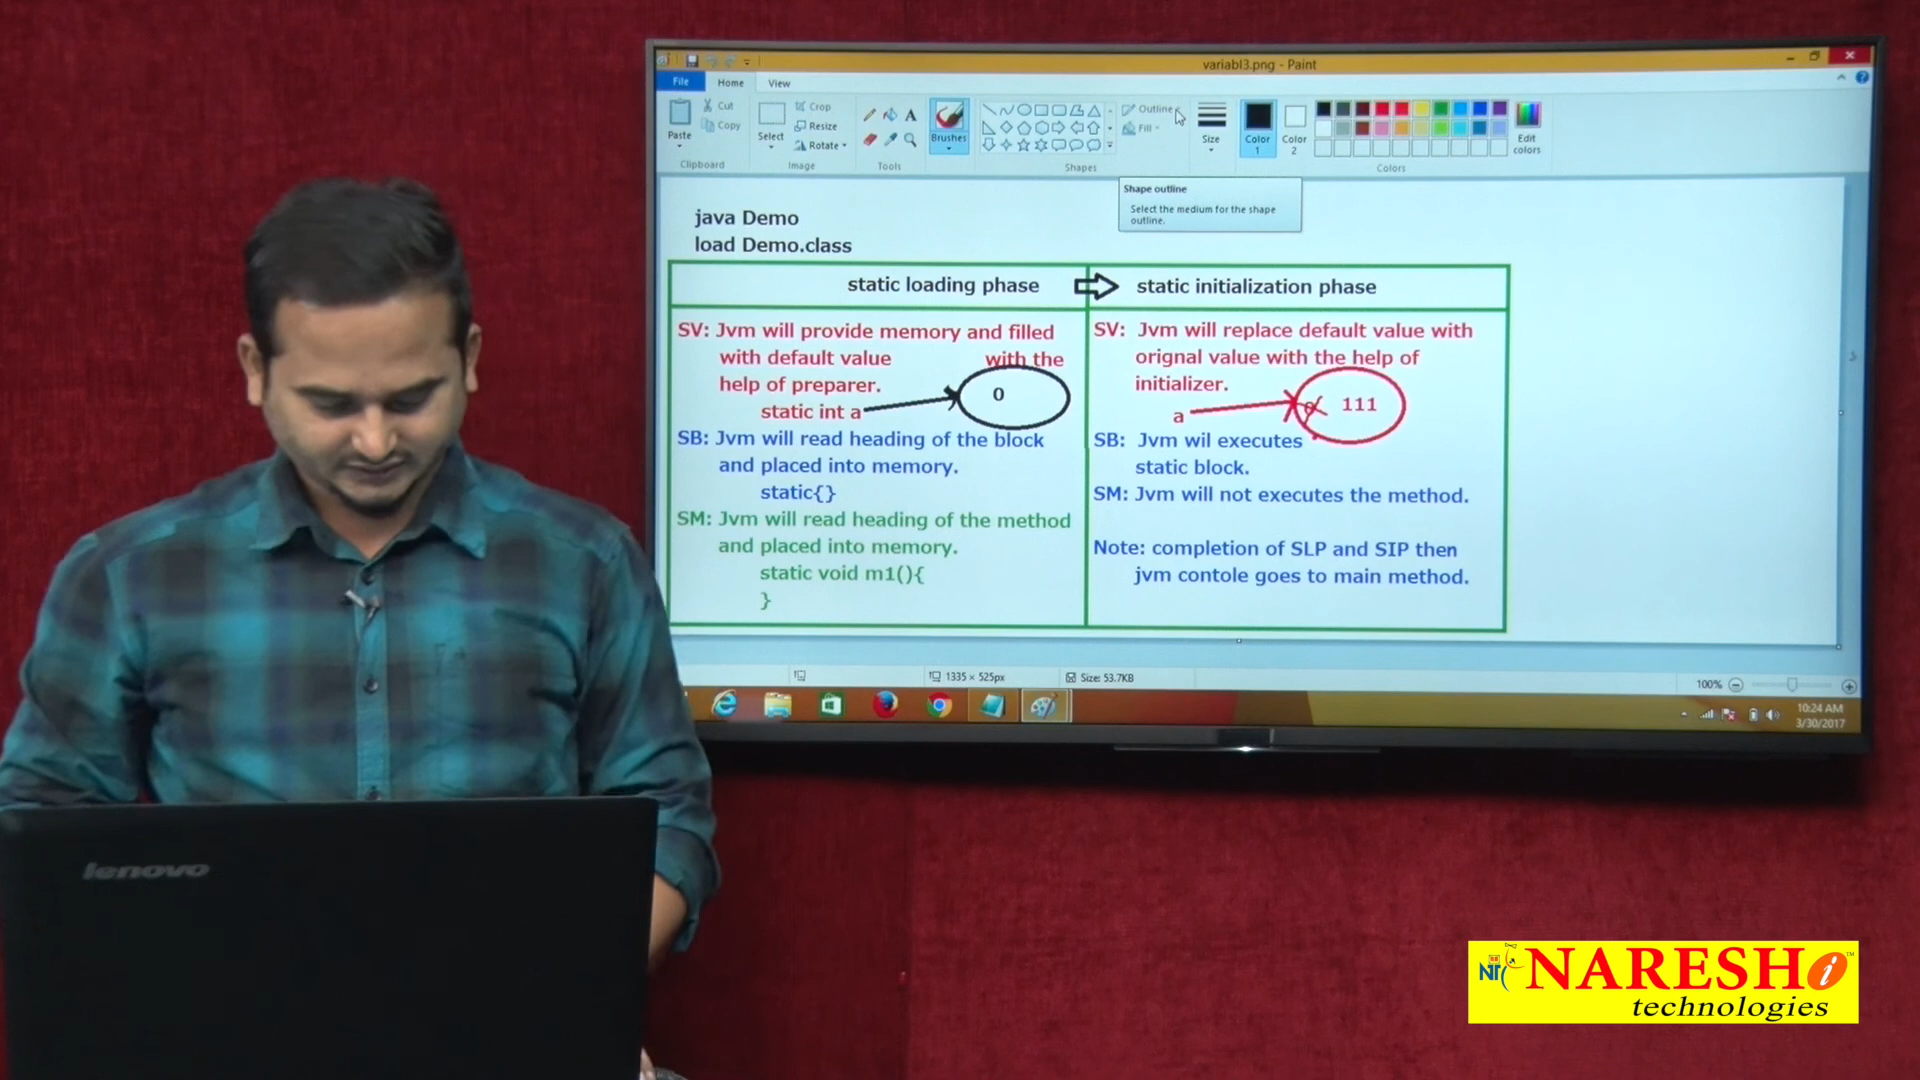 variabl3.png - Paint
File Home View
Paste
Cut
Copy
Clipboard
Select
Crop
Resize
Rotate
Image
A
Tools
Brushes
Outline
Fill
Shapes
Size
Color 1
Color 2
Edit colors
Colors
Shape outline
Select the medium for the shape
outline.
java Demo
load Demo.class
static loading phase
SV: Jvm will provide memory and filled
with default value with the
help of preparer.
static int a 0
SB: Jvm will read heading of the block
and placed into memory.
static{}
SM: Jvm will read heading of the method
and placed into memory.
static void m1(){
}
static initialization phase
SV: Jvm will replace default value with
orignal value with the help of
initializer.
a 0 111
SB: Jvm wil executes
static block.
SM: Jvm will not executes the method.
Note: completion of SLP and SIP then
jvm contole goes to main method.
1335 × 525px
Size: 53.7KB
100%
10:24 AM
3/30/2017
lenovo
NT NARESH i ™
technologies